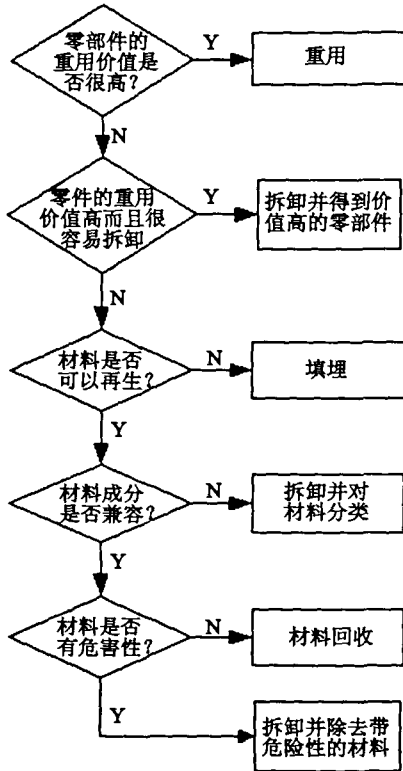 零部件的
重用价值是
否很高?
Y
重用
N
零件的重用
价值高而且很
容易拆卸
Y
拆卸并得到价
值高的零部件
N
材料是否
可以再生?
N
填埋
Y
材料成分
是否兼容?
N
拆卸并对
材料分类
Y
材料是否
有危害性?
N
材料回收
Y
拆卸并除去带
危险性的材料